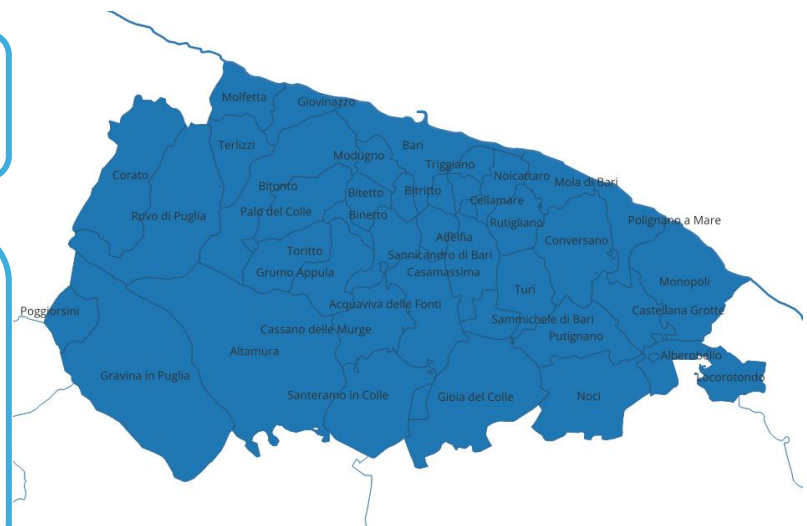 Molfetta
Giovinazzo
Terlizzi
Bari
Modugno
Triggiano
Corato
Noicattaro
Mola di Bari
Bitonto
Bitetto
Bitritto
Cellamare
Ruvo di Puglia
Palo del Colle
Binetto
Rutigliano
Polignano a Mare
Adelfia
Conversano
Toritto
Sannicandro di Bari
Grumo Appula
Casamassima
Turi
Monopoli
Poggiorsini
Acquaviva delle Fonti
Castellana Grotte
Sammichele di Bari
Cassano delle Murge
Putignano
Altamura
Alberobello
Gravina in Puglia
Locorotondo
Santeramo in Colle
Gioia del Colle
Noci